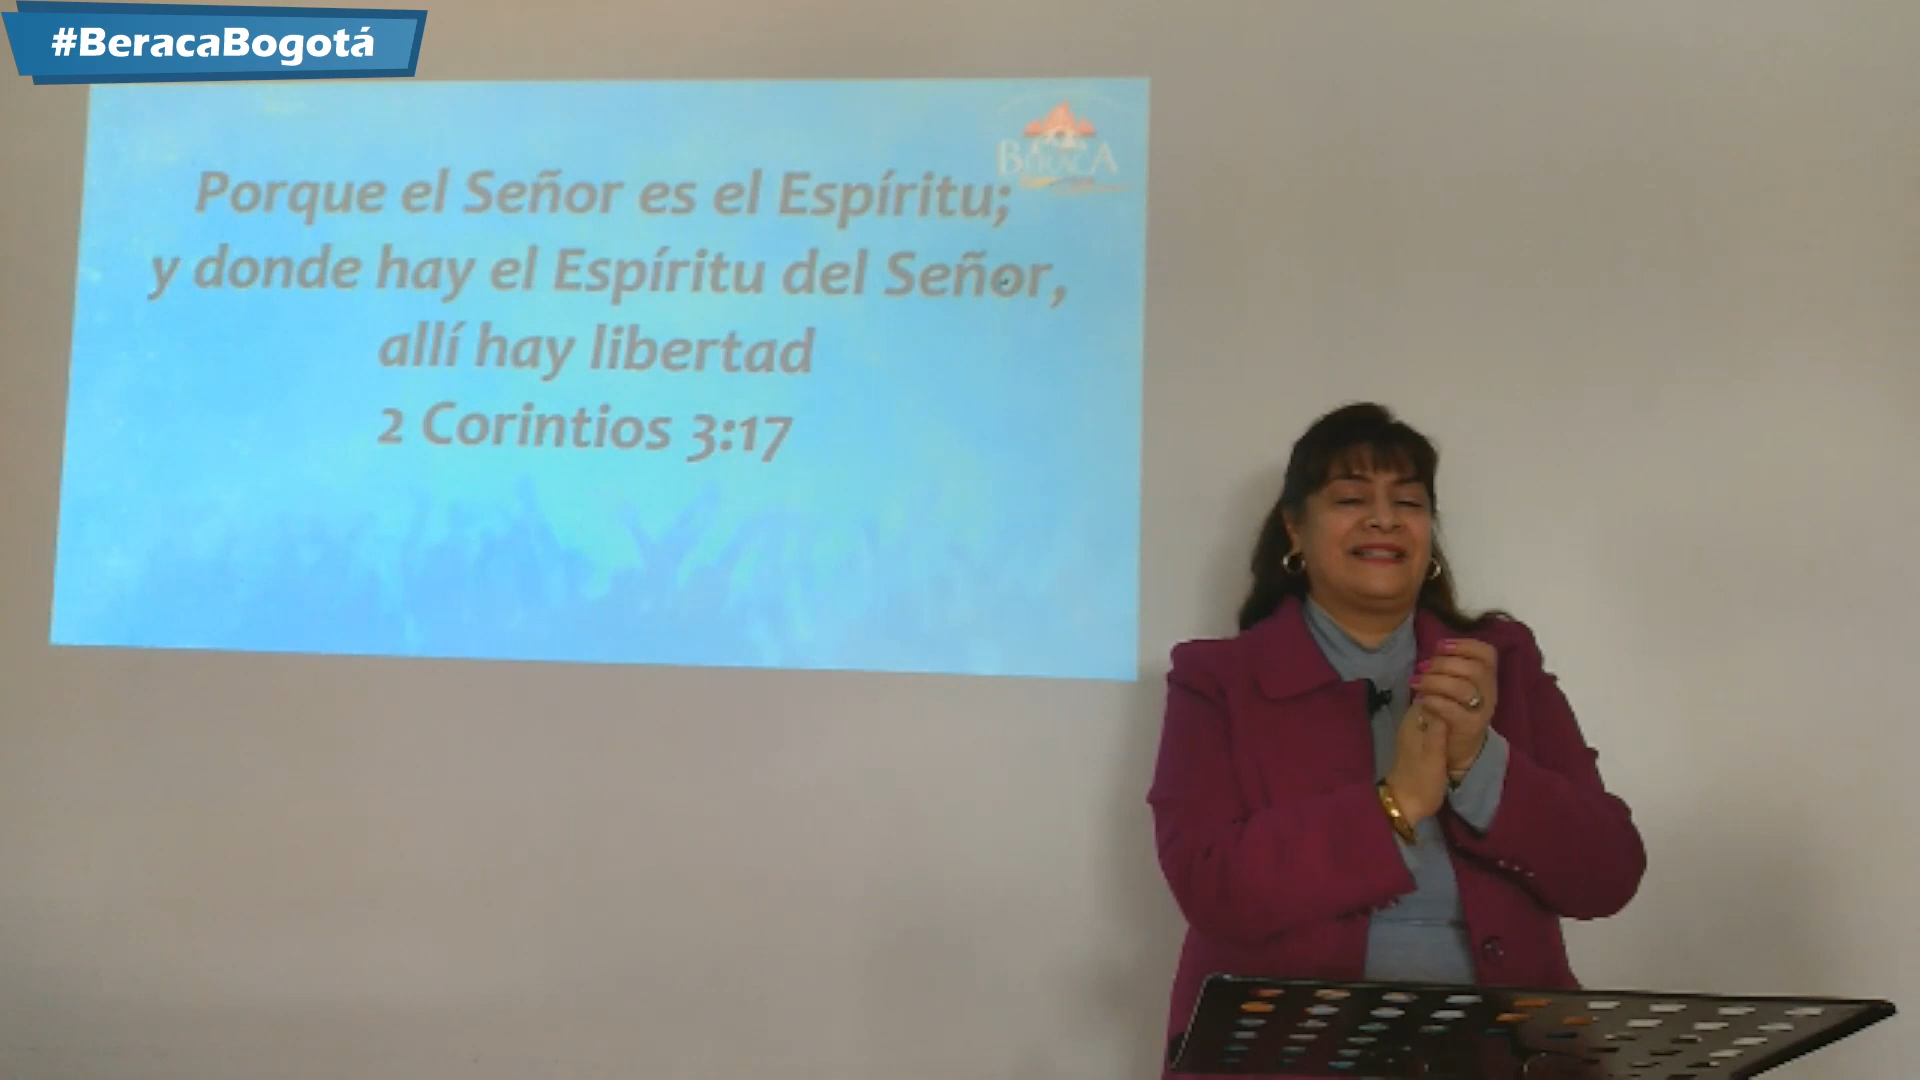 #BeracaBogotá
BERACA
Porque el Señor es el Espíritu;
y donde hay el Espíritu del Señor,
allí hay libertad
2 Corintios 3:17